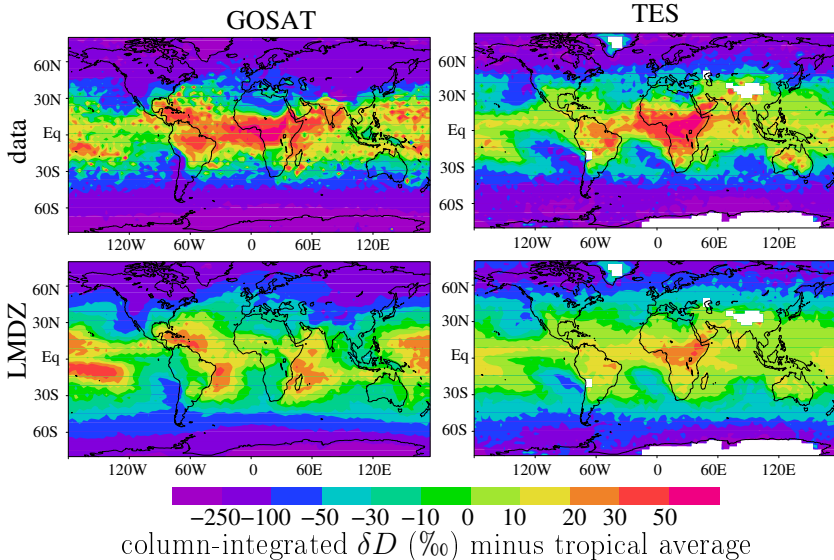 GOSAT TES
data
60N
30N
Eq
30S
60S
120W 60W 0 60E 120E
60N
30N
Eq
30S
60S
120W 60W 0 60E 120E
LMDZ
60N
30N
Eq
30S
60S
120W 60W 0 60E 120E
60N
30N
Eq
30S
60S
120W 60W 0 60E 120E
−250−100 −50 −30 −10 0 10 20 30 50
column-integrated δD (‰) minus tropical average